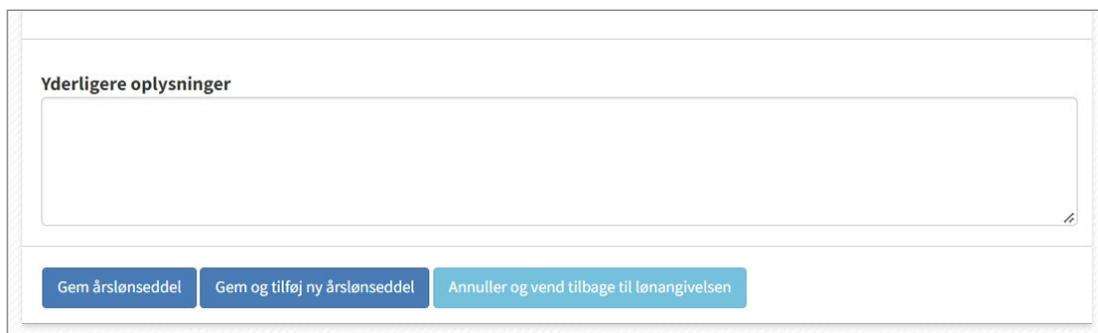 Yderligere oplysninger
Gem årslønseddel Gem og tilføj ny årslønseddel Annuller og vend tilbage til lønangivelsen